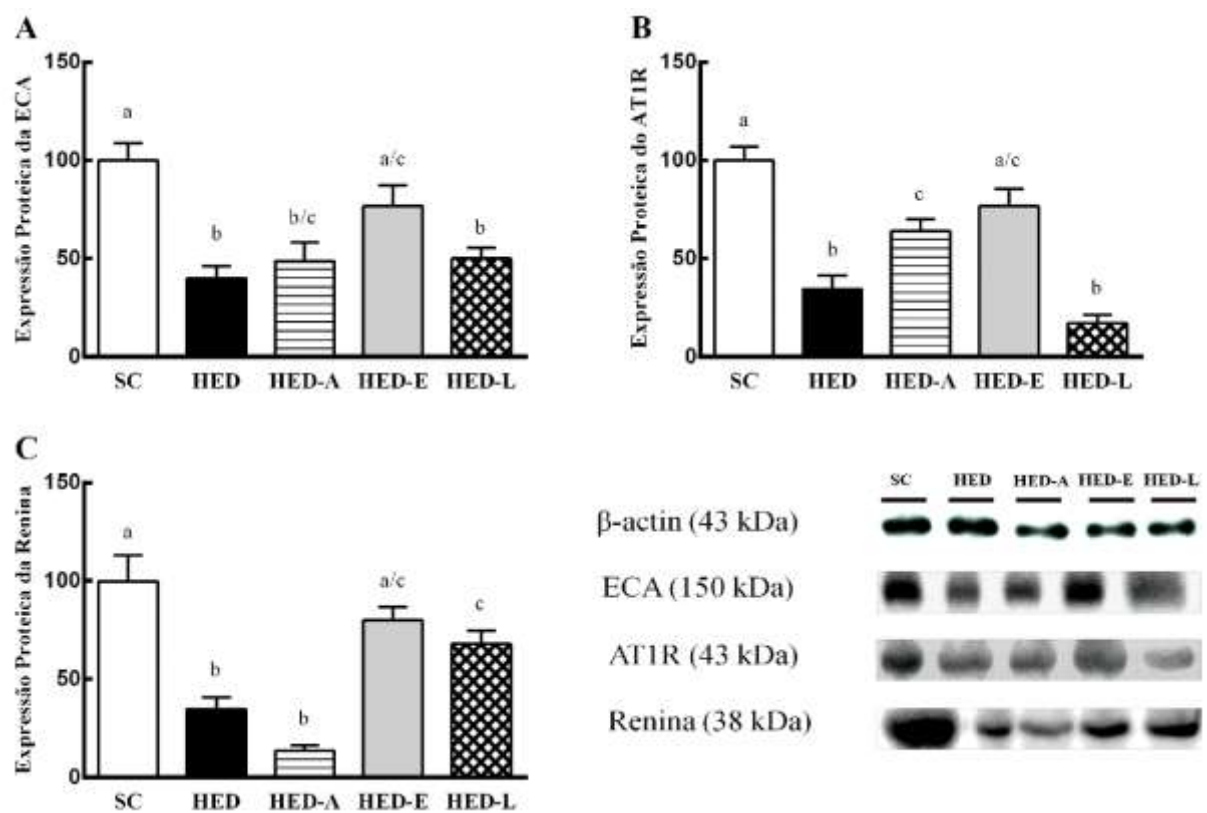 A
Expressão Proteica da ECA
150
100
50
0
a
b
b/c
a/c
b
SC HED HED-A HED-E HED-L
B
Expressão Proteica do AT1R
150
100
50
0
a
b
c
a/c
b
SC HED HED-A HED-E HED-L
C
Expressão Proteica da Renina
150
100
50
0
a
b
b
a/c
c
SC HED HED-A HED-E HED-L
SC HED HED-A HED-E HED-L
β-actin (43 kDa)
ECA (150 kDa)
AT1R (43 kDa)
Renina (38 kDa)